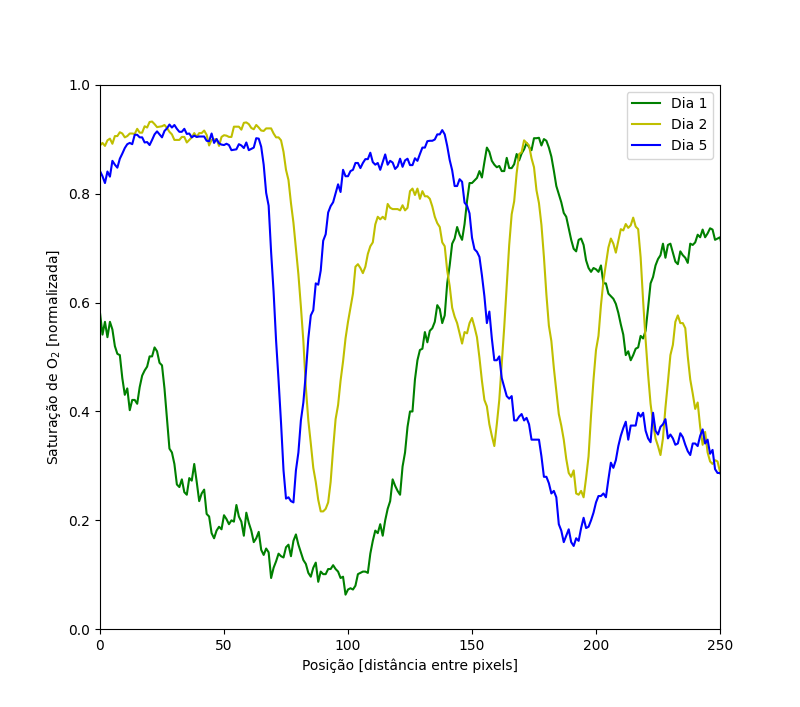 Dia 1
Dia 2
Dia 5
1.0
0.8
0.6
0.4
0.2
0.0
Saturação de O₂ [normalizada]
0 50 100 150 200 250
Posição [distância entre pixels]